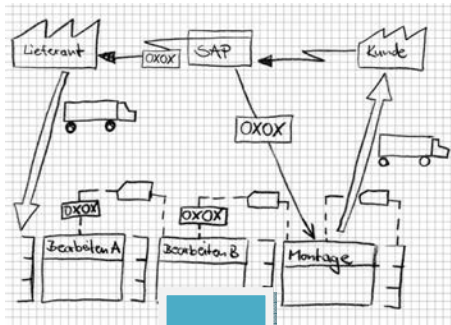 Lieferant
OXOX
SAP
Kunde
OXOX
OXOX
OXOX
Bearbeiten A
Bearbeiten B
Montage